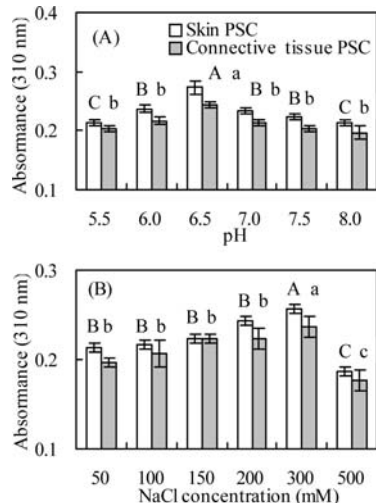 0.4
(A)
Skin PSC
Connective tissue PSC
0.3
A a
B b
B b
B b
C b
C b
0.2
0.1
Absormance (310 nm)
5.5 6.0 6.5 7.0 7.5 8.0
pH
0.3
(B)
A a
B b
B b
B b
B b
C c
0.2
0.1
Absormance (310 nm)
50 100 150 200 300 500
NaCl concentration (mM)